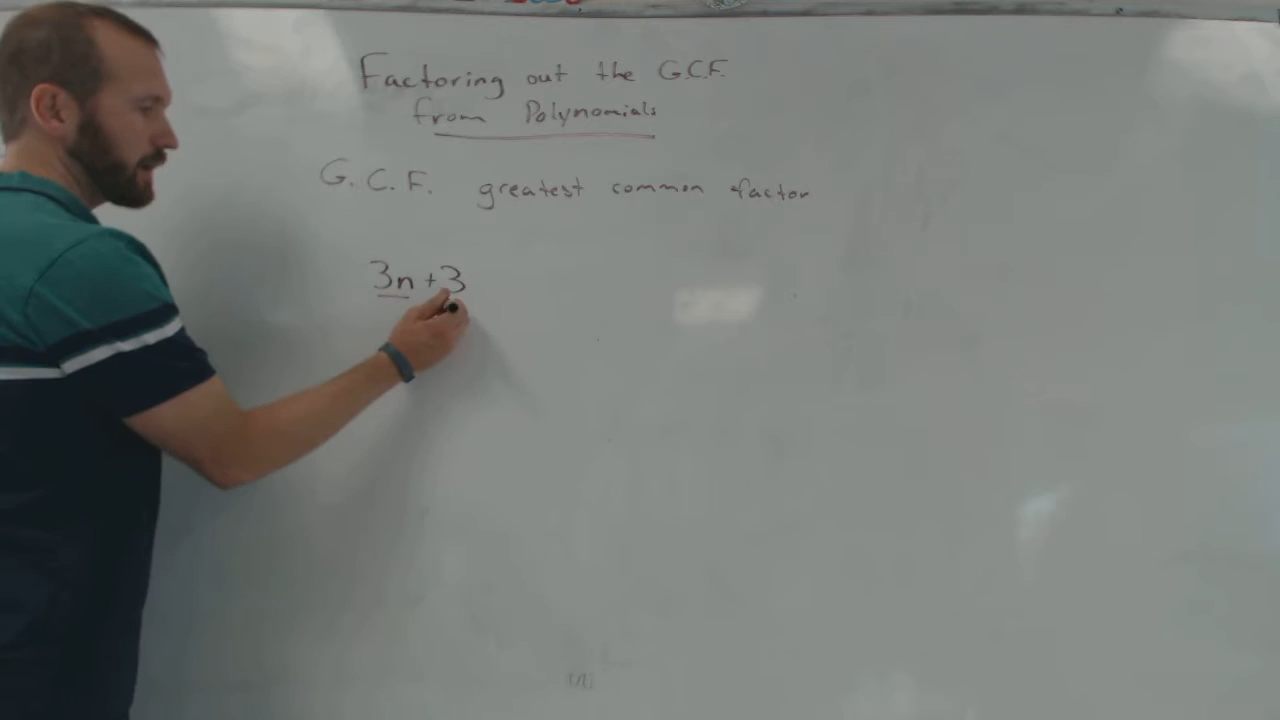 Factoring out the G.C.F.
from Polynomials
G.C.F. greatest common factor
3n + 3